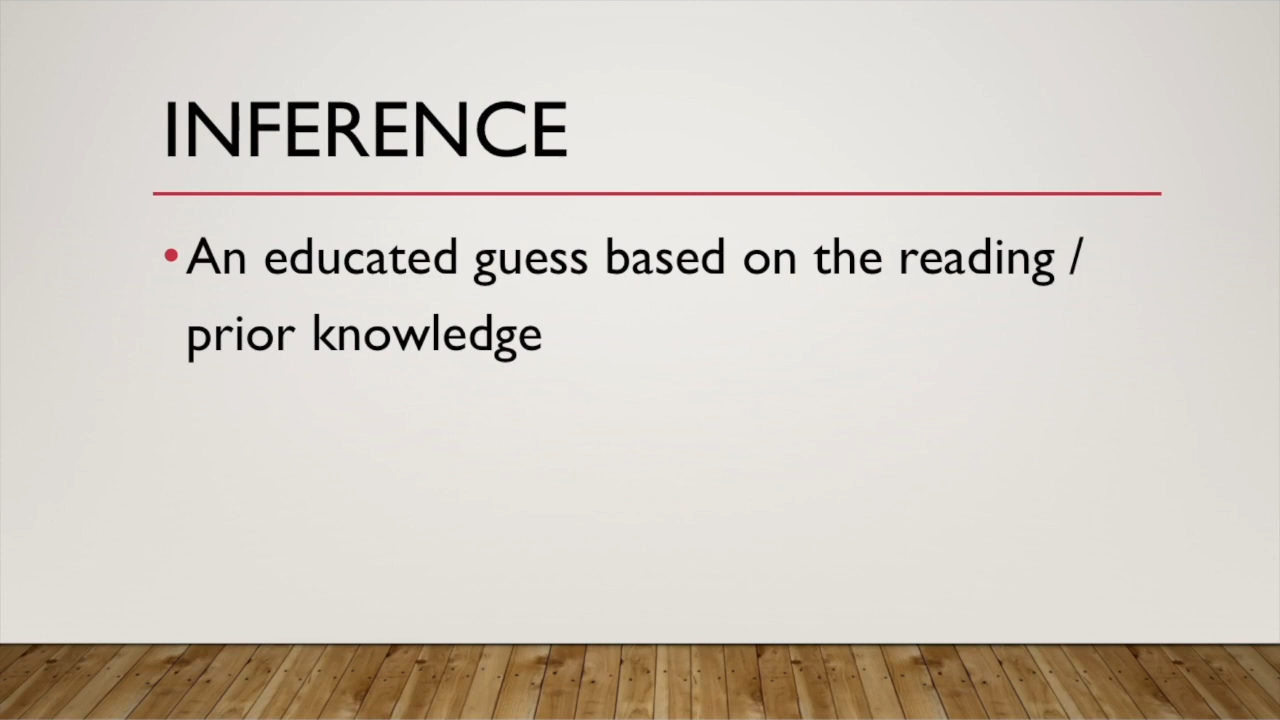 INFERENCE
• An educated guess based on the reading /
prior knowledge